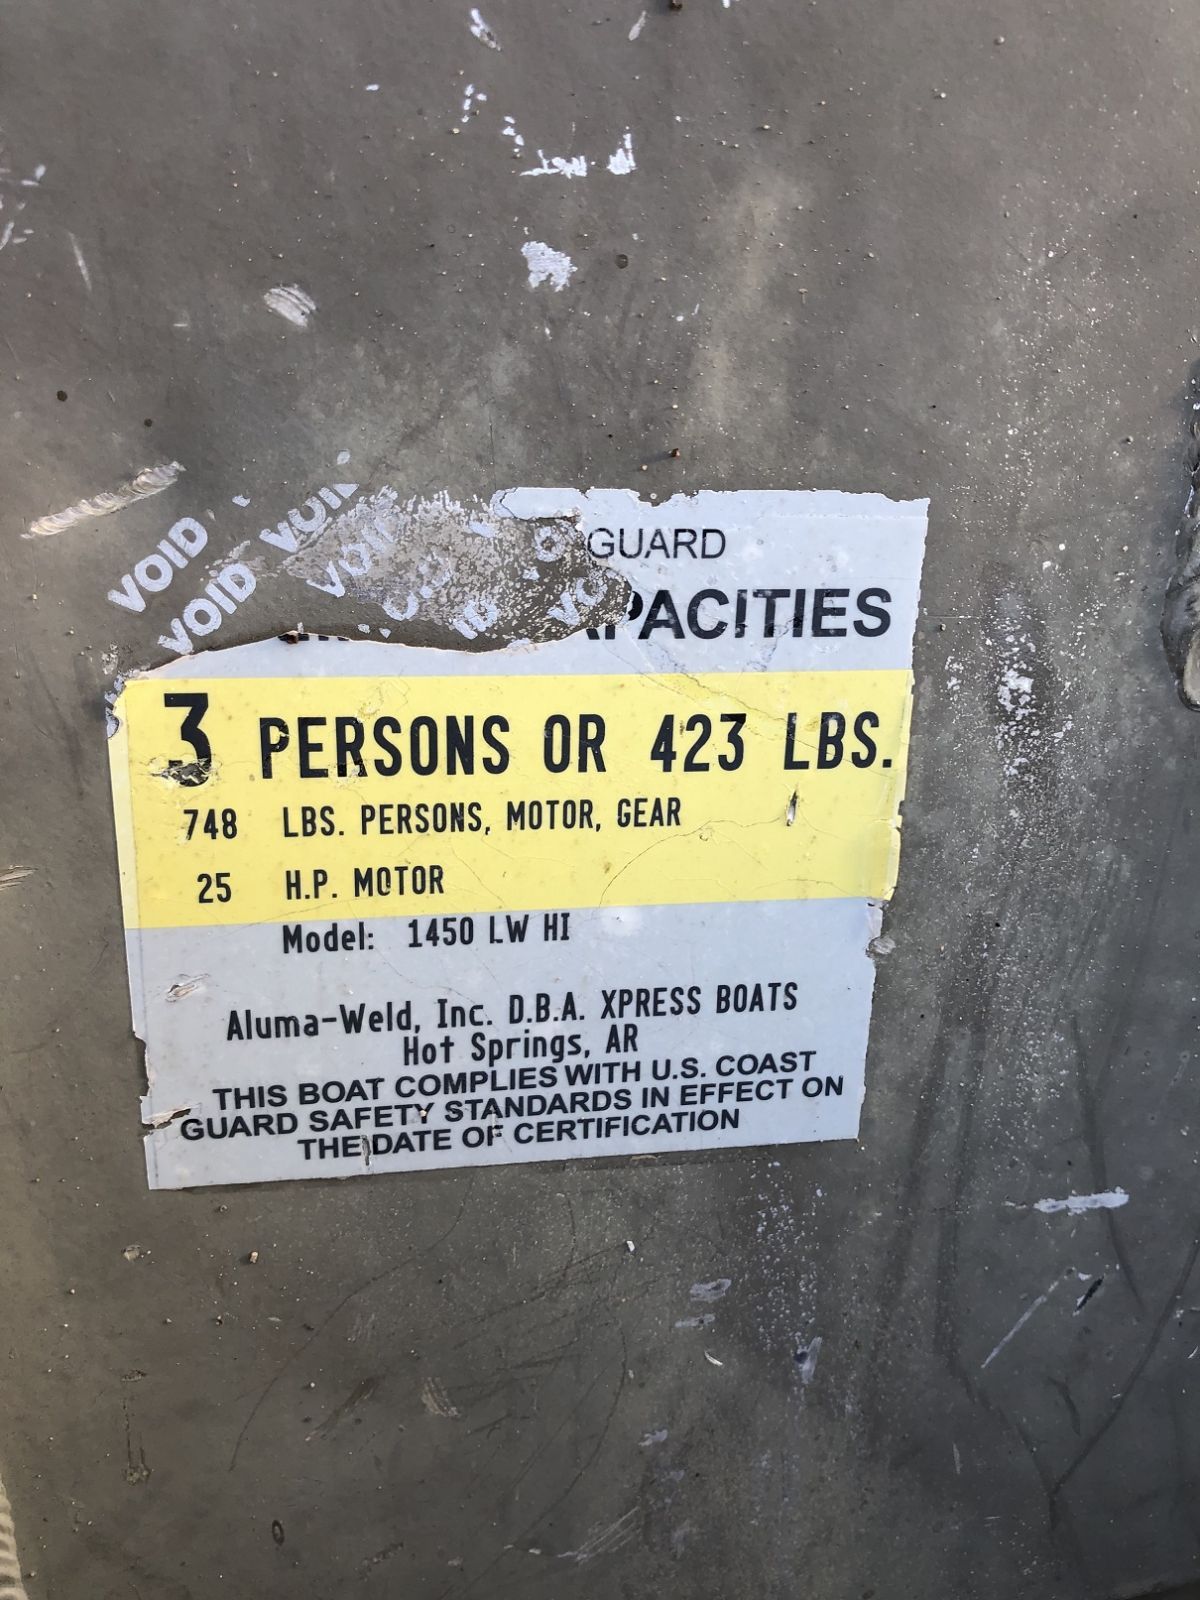 VOID
VOID
GUARD
PACITIES
3 PERSONS OR 423 LBS.
748 LBS. PERSONS, MOTOR, GEAR
25 H.P. MOTOR
Model: 1450 LW HI
Aluma-Weld, Inc. D.B.A. XPRESS BOATS
Hot Springs, AR
THIS BOAT COMPLIES WITH U.S. COAST
GUARD SAFETY STANDARDS IN EFFECT ON
THE DATE OF CERTIFICATION